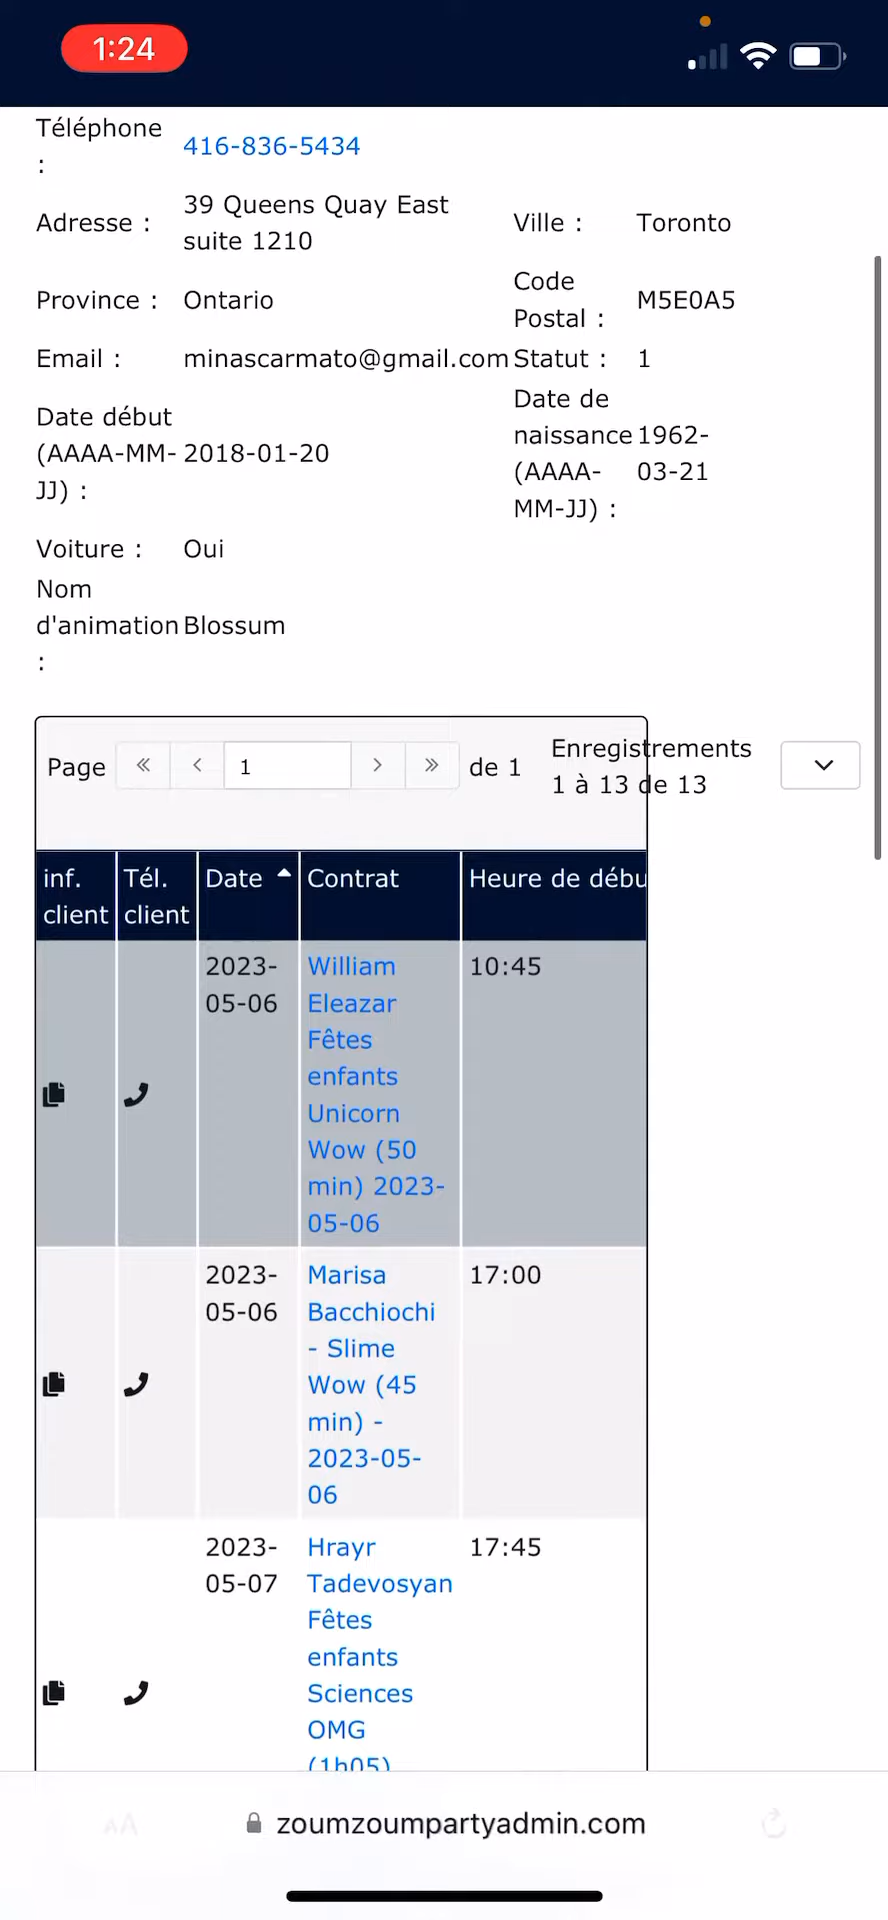 1:24
Téléphone
:
416-836-5434
Adresse :
39 Queens Quay East
suite 1210
Ville :
Toronto
Province :
Ontario
Code
Postal :
M5E0A5
Email :
minascarmato@gmail.com
Statut :
1
Date début
(AAAA-MM-
JJ) :
2018-01-20
Date de
naissance
(AAAA-
MM-JJ) :
1962-
03-21
Voiture :
Oui
Nom
d'animation
:
Blossum
Page
1
de 1
Enregistrements
1 à 13 de 13
inf.
client
Tél.
client
Date
Contrat
Heure de débu
2023-
05-06
William
Eleazar
Fêtes
enfants
Unicorn
Wow (50
min) 2023-
05-06
10:45
2023-
05-06
Marisa
Bacchiochi
- Slime
Wow (45
min) -
2023-05-
06
17:00
2023-
05-07
Hrayr
Tadevosyan
Fêtes
enfants
Sciences
OMG
(1h05)
17:45
AA
zoumzoumpartyadmin.com